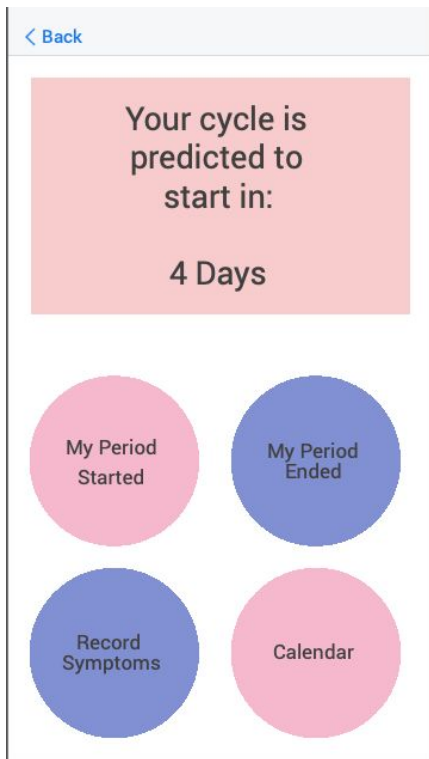 Back
Your cycle is
predicted to
start in:
4 Days
My Period
Started
My Period
Ended
Record
Symptoms
Calendar